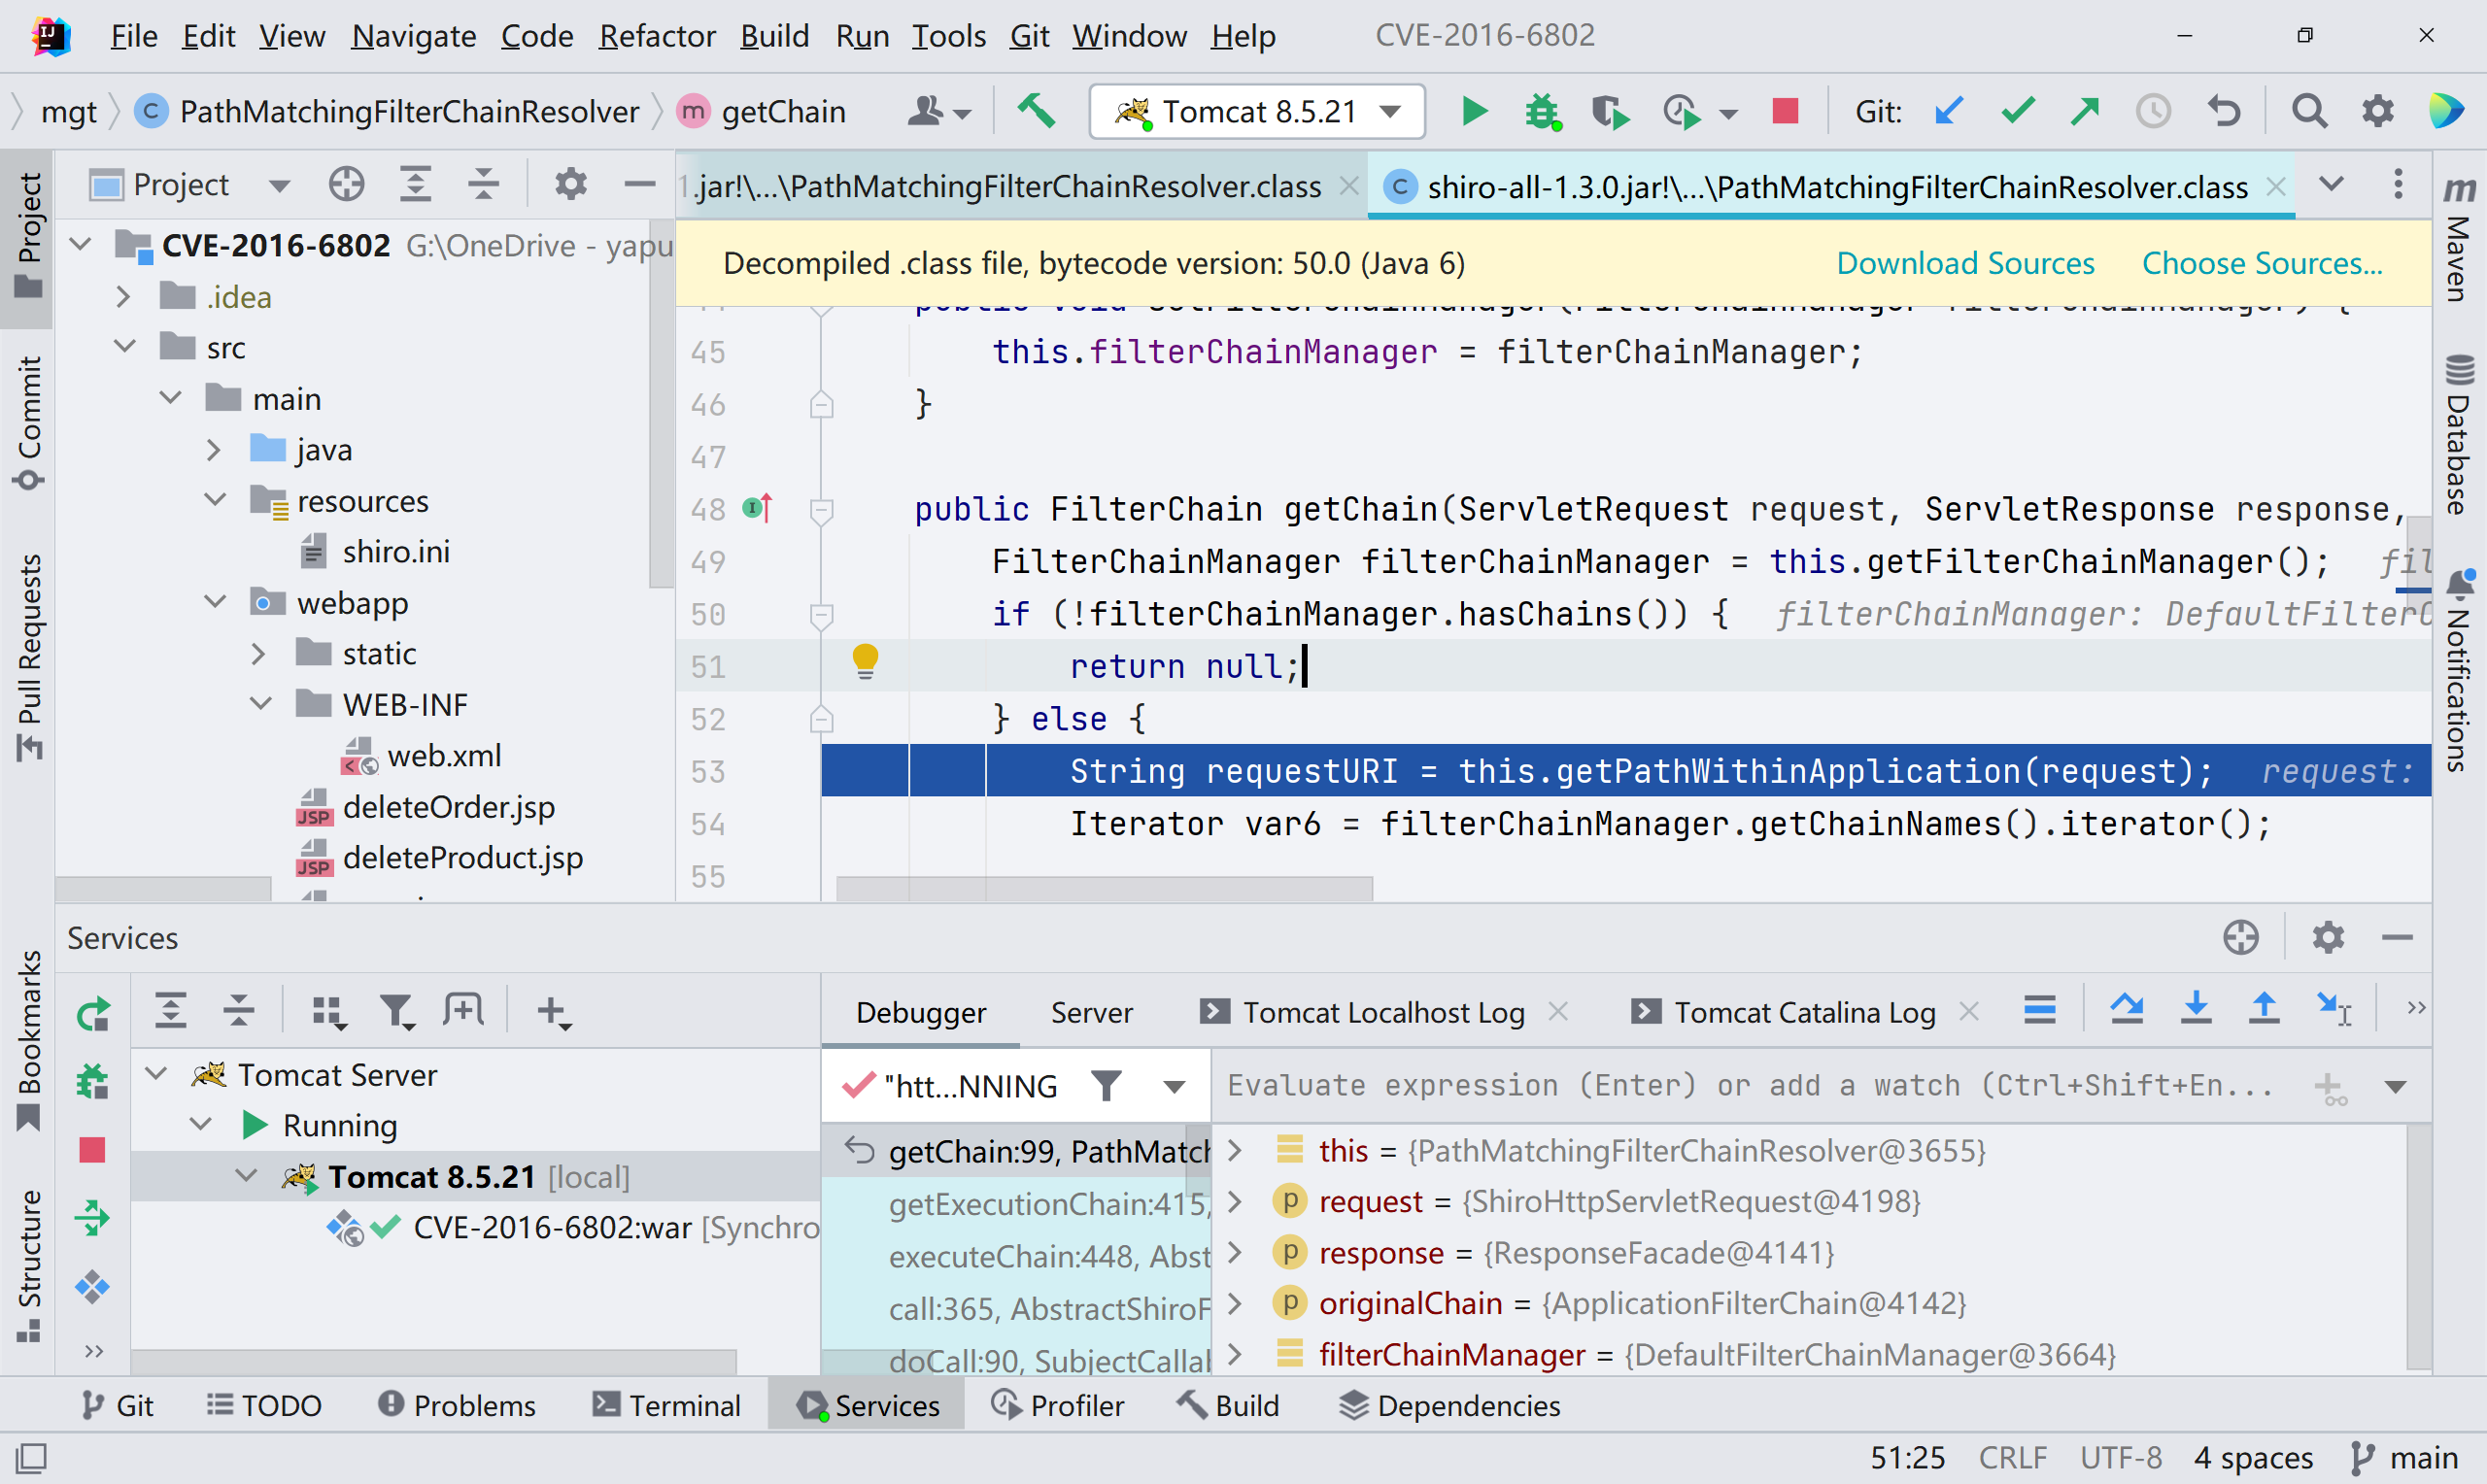 File Edit View Navigate Code Refactor Build Run Tools Git Window Help CVE-2016-6802
mgt PathMatchingFilterChainResolver getChain Tomcat 8.5.21 Git:
Project
1.jar!\...\PathMatchingFilterChainResolver.class
shiro-all-1.3.0.jar!\...\PathMatchingFilterChainResolver.class
Project
Commit
Pull Requests
Bookmarks
Structure
CVE-2016-6802 G:\OneDrive - yapu
.idea
src
main
java
resources
shiro.ini
webapp
static
WEB-INF
web.xml
deleteOrder.jsp
deleteProduct.jsp
Decompiled .class file, bytecode version: 50.0 (Java 6) Download Sources Choose Sources...
45 this.filterChainManager = filterChainManager;
46 }
47
48 public FilterChain getChain(ServletRequest request, ServletResponse response,
49 FilterChainManager filterChainManager = this.getFilterChainManager(); fil
50 if (!filterChainManager.hasChains()) { filterChainManager: DefaultFilterC
51 return null;
52 } else {
53 String requestURI = this.getPathWithinApplication(request); request:
54 Iterator var6 = filterChainManager.getChainNames().iterator();
55
Maven
Database
Notifications
Services
Debugger Server Tomcat Localhost Log Tomcat Catalina Log
Tomcat Server
Running
Tomcat 8.5.21 [local]
CVE-2016-6802:war [Synchro
"htt...NNING
Evaluate expression (Enter) or add a watch (Ctrl+Shift+En...
getChain:99, PathMatch
getExecutionChain:415,
executeChain:448, Abst
call:365, AbstractShiroF
doCall:90, SubjectCallal
this = {PathMatchingFilterChainResolver@3655}
request = {ShiroHttpServletRequest@4198}
response = {ResponseFacade@4141}
originalChain = {ApplicationFilterChain@4142}
filterChainManager = {DefaultFilterChainManager@3664}
Git TODO Problems Terminal Services Profiler Build Dependencies
51:25 CRLF UTF-8 4 spaces main